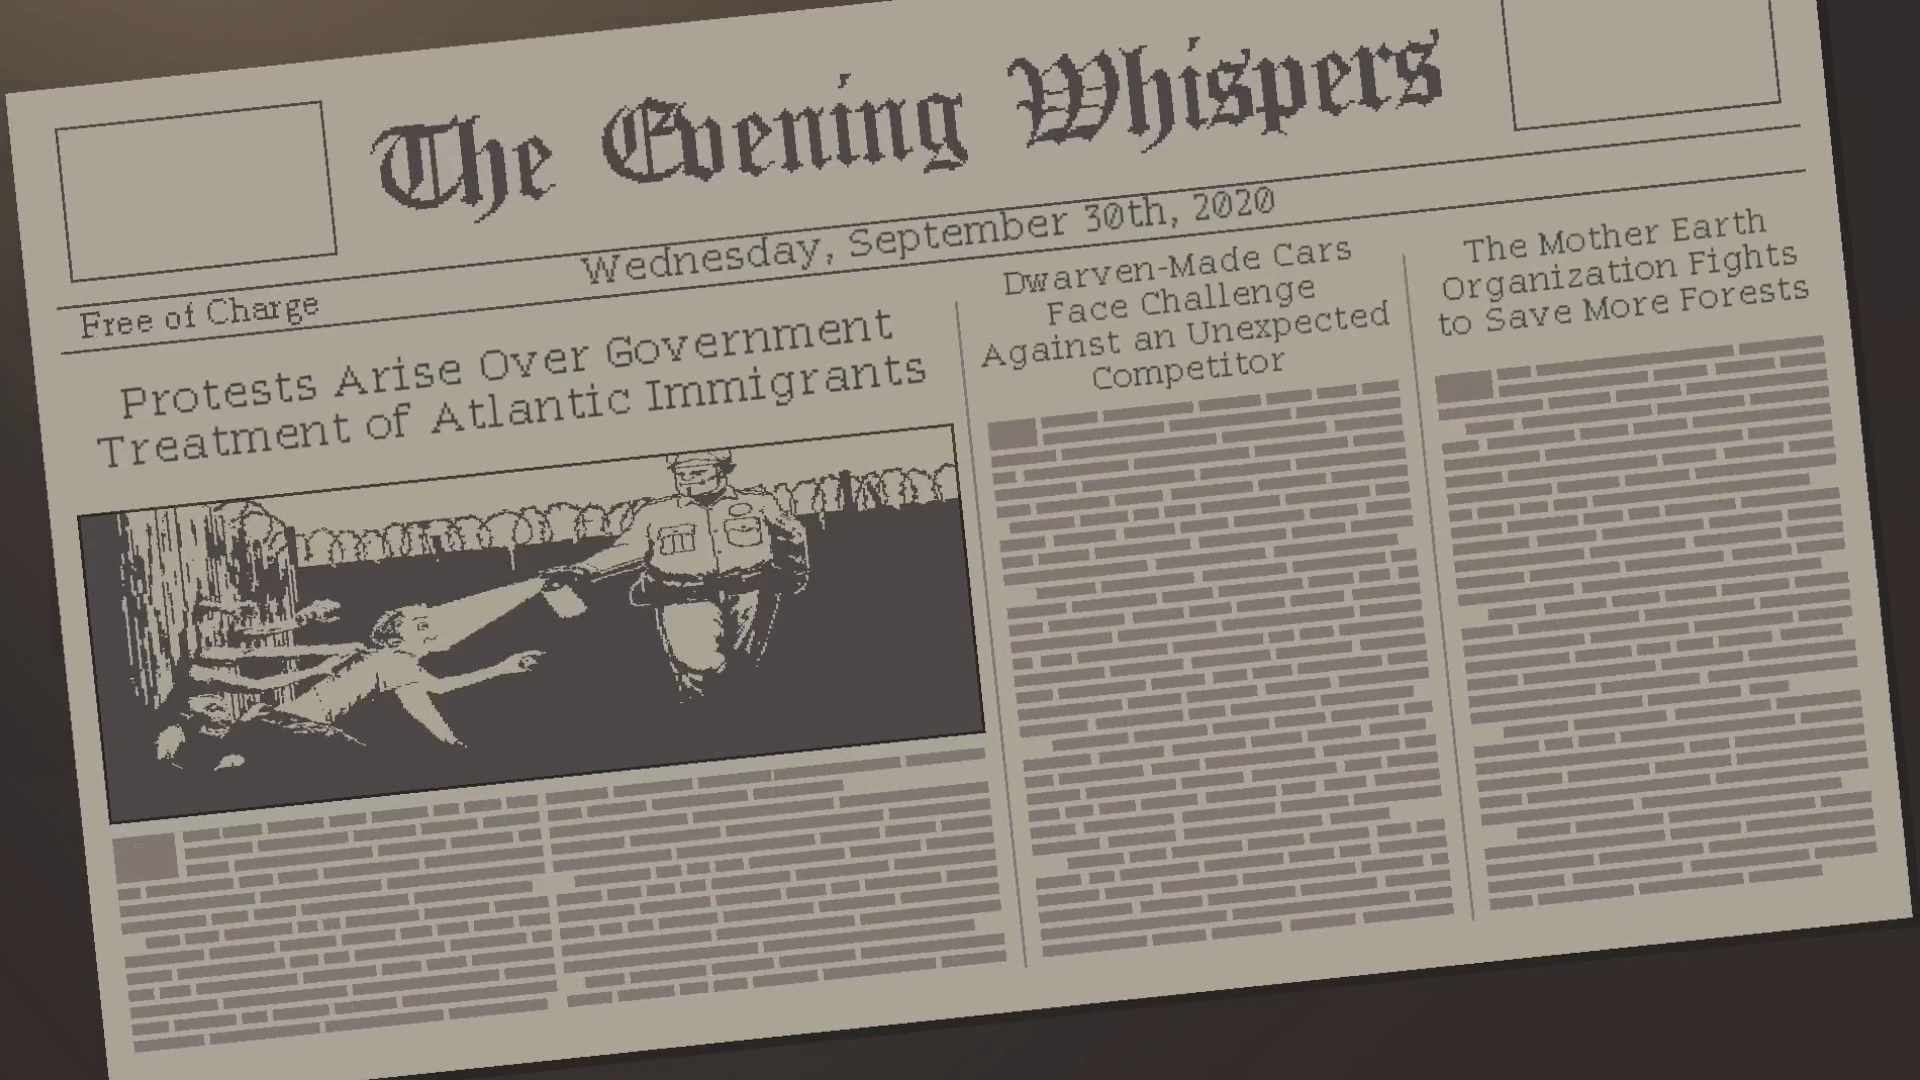 The Evening Whispers
Wednesday, September 30th, 2020
Free of Charge
Protests Arise Over Government
Treatment of Atlantic Immigrants
Dwarven-Made Cars
Face Challenge
Against an Unexpected
Competitor
The Mother Earth
Organization Fights
to Save More Forests